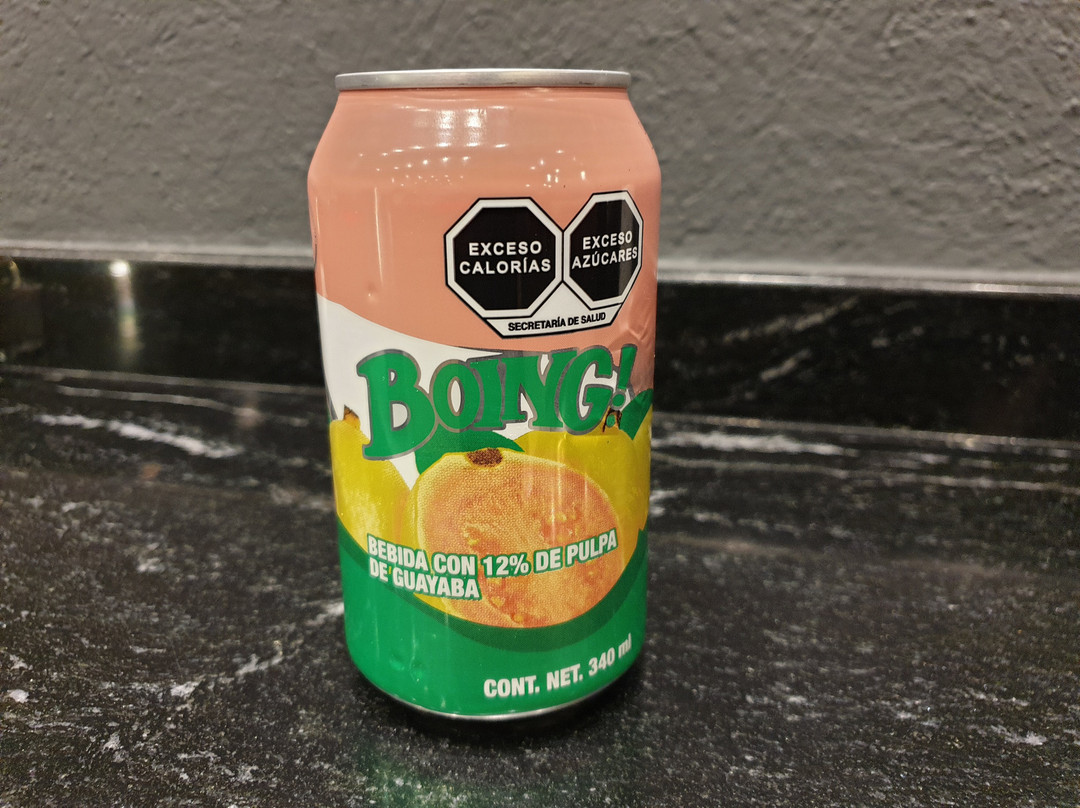 EXCESO
CALORÍAS
EXCESO
AZÚCARES
SECRETARÍA DE SALUD
BOING!
BEBIDA CON 12% DE PULPA
DE GUAYABA
CONT. NET. 340 ml